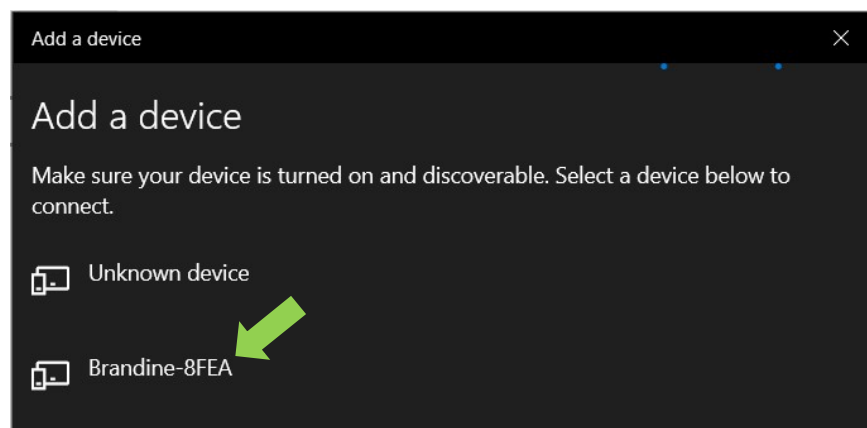 Add a device
Add a device
Make sure your device is turned on and discoverable. Select a device below to
connect.
Unknown device
Brandine-8FEA